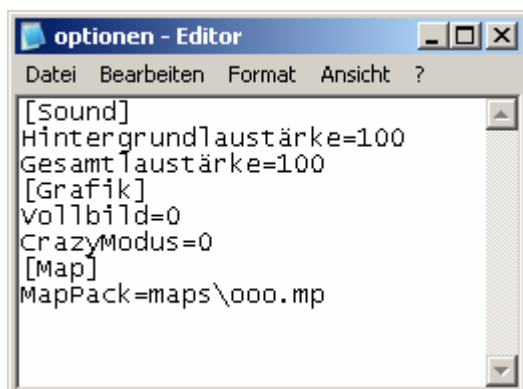 optionen - Editor
Datei Bearbeiten Format Ansicht ?
[Sound]
Hintergrundlaustärke=100
Gesamtlaustärke=100
[Grafik]
Vollbild=0
CrazyModus=0
[Map]
MapPack=maps\ooo.mp